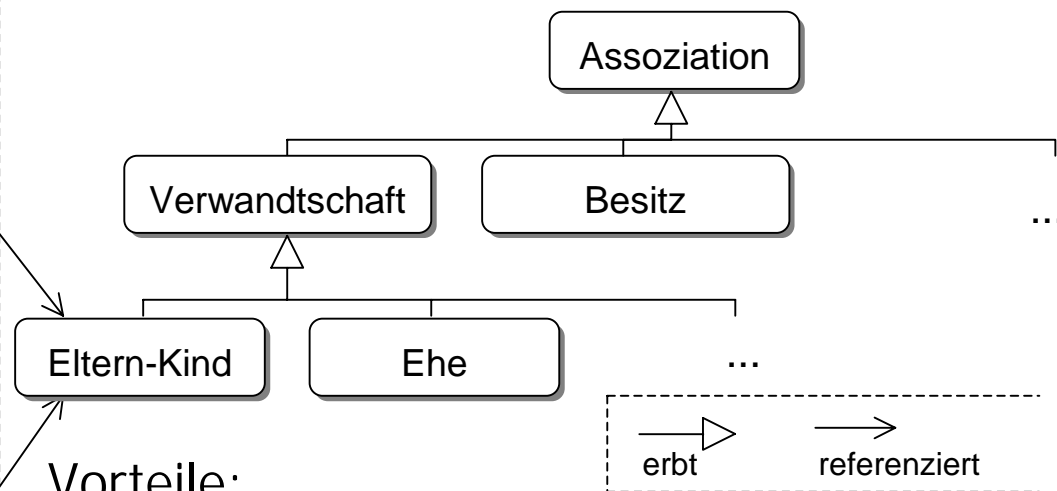 Assoziation
Verwandtschaft
Besitz
...
Eltern-Kind
Ehe
...
erbt
referenziert
Vorteile: